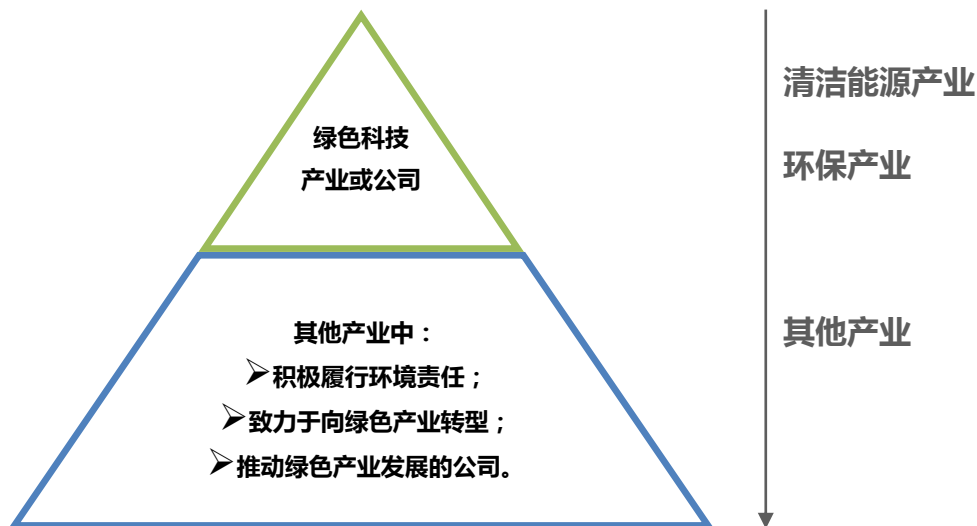 绿色科技
产业或公司
其他产业中：
➢积极履行环境责任；
➢致力于向绿色产业转型；
➢推动绿色产业发展的公司。
清洁能源产业
环保产业
其他产业